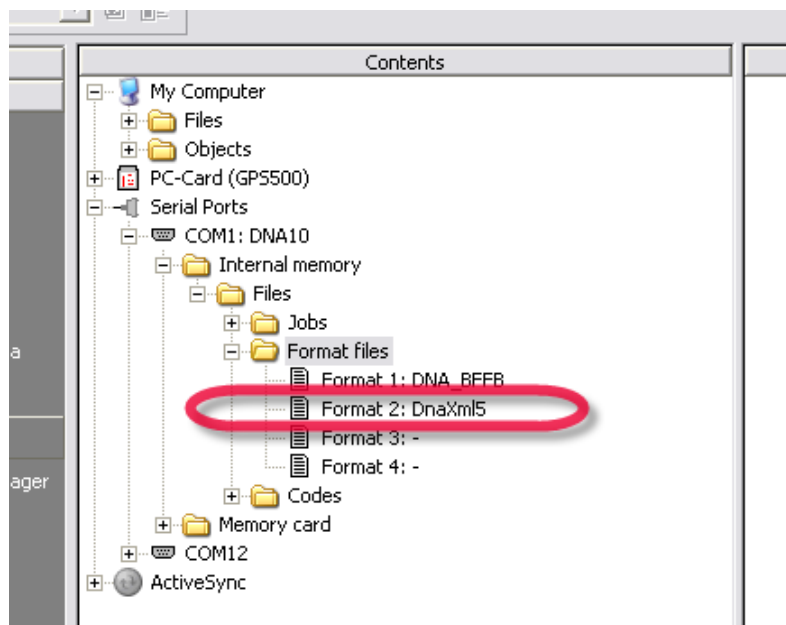 Contents
My Computer
Files
Objects
PC-Card (GPS500)
Serial Ports
COM1: DNA10
Internal memory
Files
Jobs
a
Format files
Format 1: DNA_BFFB
Format 2: DnaXml5
Format 3: -
Format 4: -
ager
Codes
Memory card
COM12
ActiveSync